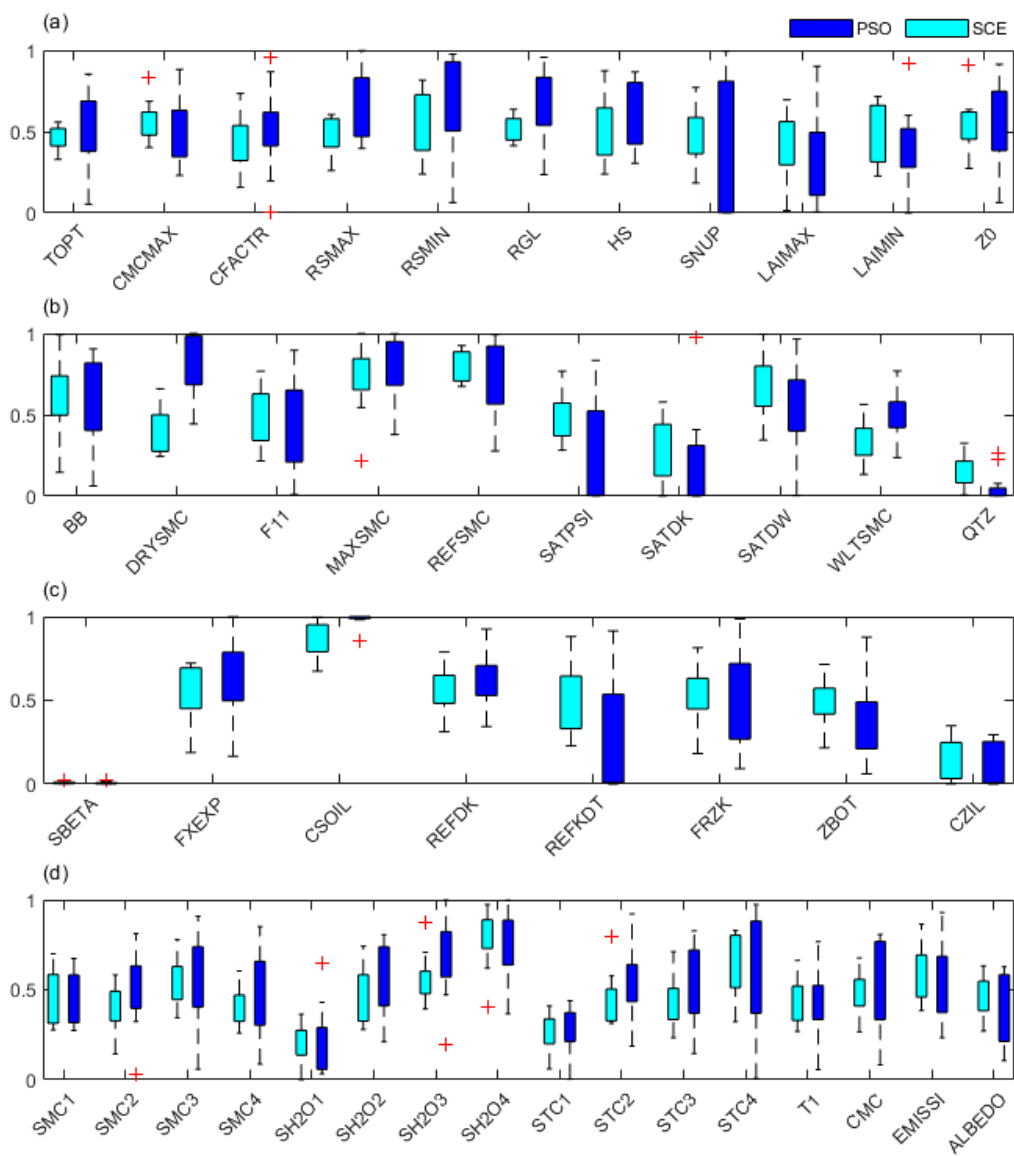 (a)
PSO SCE
1
0.5
0
TOPT CMCMAX CFACTR RSMAX RSMIN RGL HS SNUP LAIMAX LAIMIN Z0
(b)
1
0.5
0
BB DRYSMC F11 MAXSMC REFSMC SATPSI SATDK SATDW WLTSMC QTZ
(c)
1
0.5
0
SBETA FXEXP CSOIL REFDK REFKDT FRZK ZBOT CZIL
(d)
1
0.5
0
SMC1 SMC2 SMC3 SMC4 SH2O1 SH2O2 SH2O3 SH2O4 STC1 STC2 STC3 STC4 T1 CMC EMISSI ALBEDO